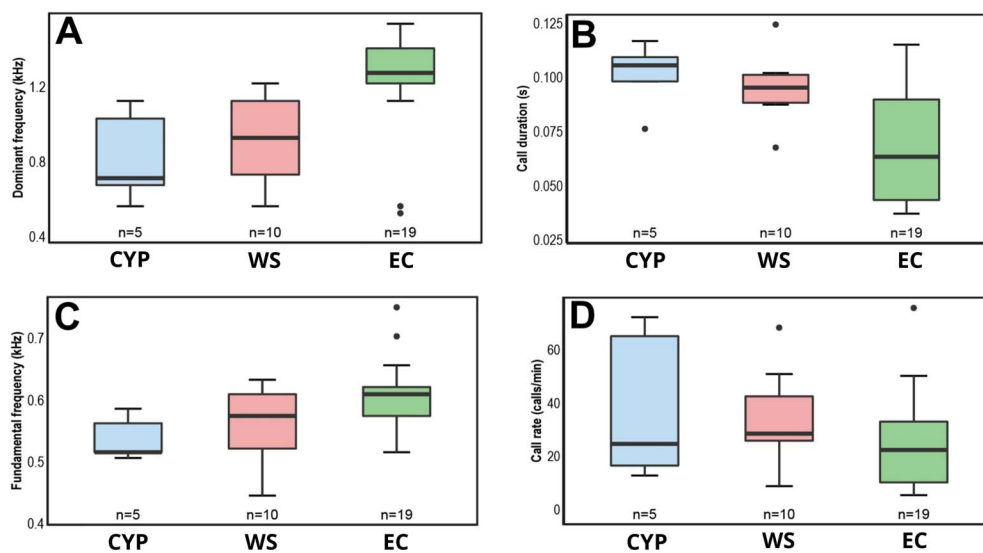 A
Dominant frequency (kHz)
1.2
0.8
0.4
n=5 n=10 n=19
CYP WS EC
B
Call duration (s)
0.125
0.100
0.075
0.050
0.025
n=5 n=10 n=19
CYP WS EC
C
Fundamental frequency (kHz)
0.7
0.6
0.5
0.4
n=5 n=10 n=19
CYP WS EC
D
Call rate (calls/min)
60
40
20
0
n=5 n=10 n=19
CYP WS EC